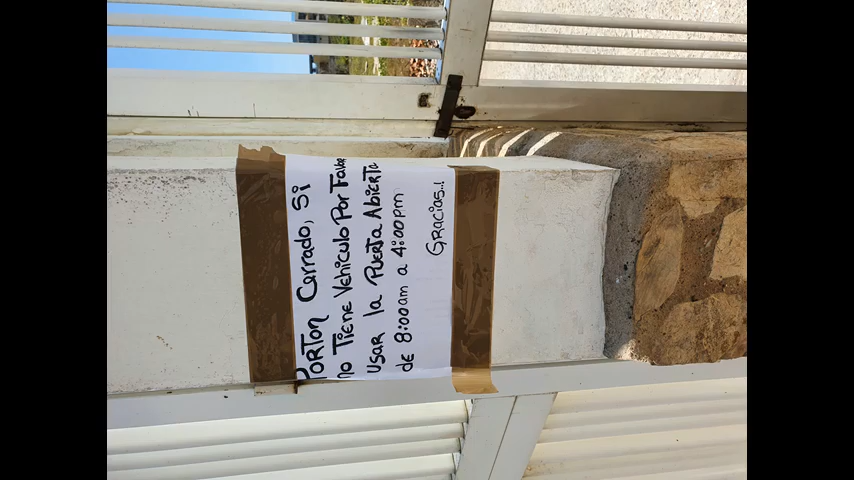 PORTON Cerrado, Si
no Tiene Vehiculo Por Favor
usar la Puerta Abierta
de 8:00am a 4:00pm
Gracias..!